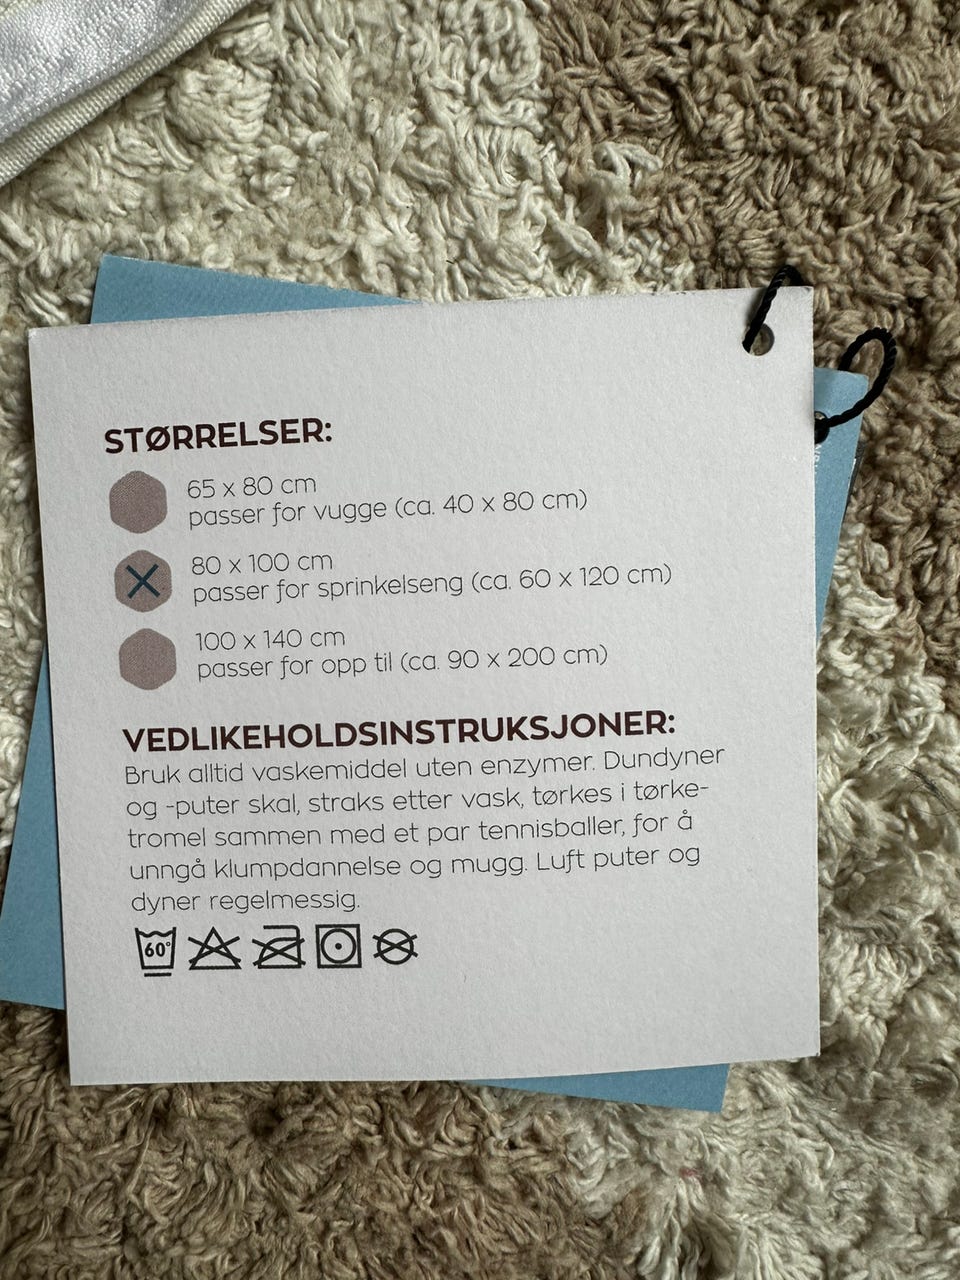 STØRRELSER:
65 x 80 cm
passer for vugge (ca. 40 x 80 cm)
80 x 100 cm
passer for sprinkelseng (ca. 60 x 120 cm)
100 x 140 cm
passer for opp til (ca. 90 x 200 cm)
VEDLIKEHOLDSINSTRUKSJONER:
Bruk alltid vaskemiddel uten enzymer. Dundyner
og -puter skal, straks etter vask, tørkes i tørke-
tromel sammen med et par tennisballer, for å
unngå klumpdannelse og mugg. Luft puter og
dyner regelmessig.
60°